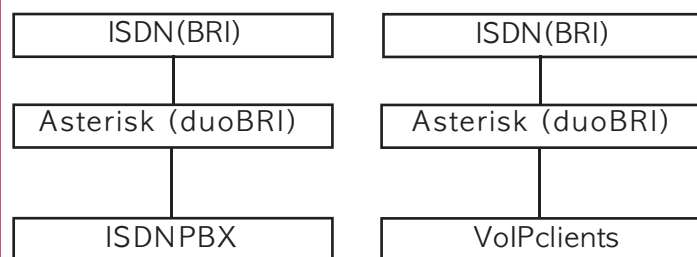 ISDN(BRI)
Asterisk (duoBRI)
ISDNPBX
ISDN(BRI)
Asterisk (duoBRI)
VoIPclients